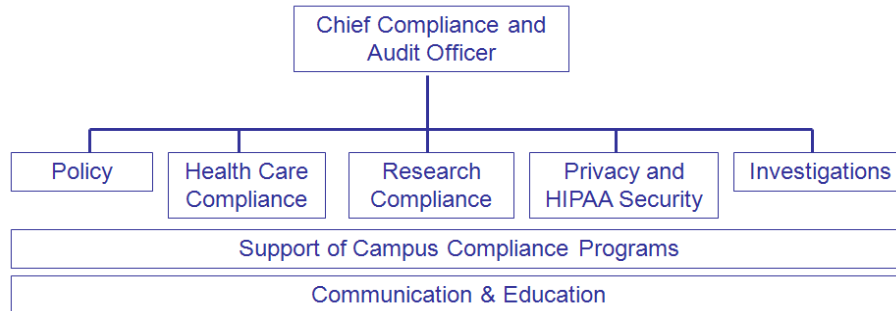 Chief Compliance and
Audit Officer
Policy
Health Care
Compliance
Research
Compliance
Privacy and
HIPAA Security
Investigations
Support of Campus Compliance Programs
Communication & Education